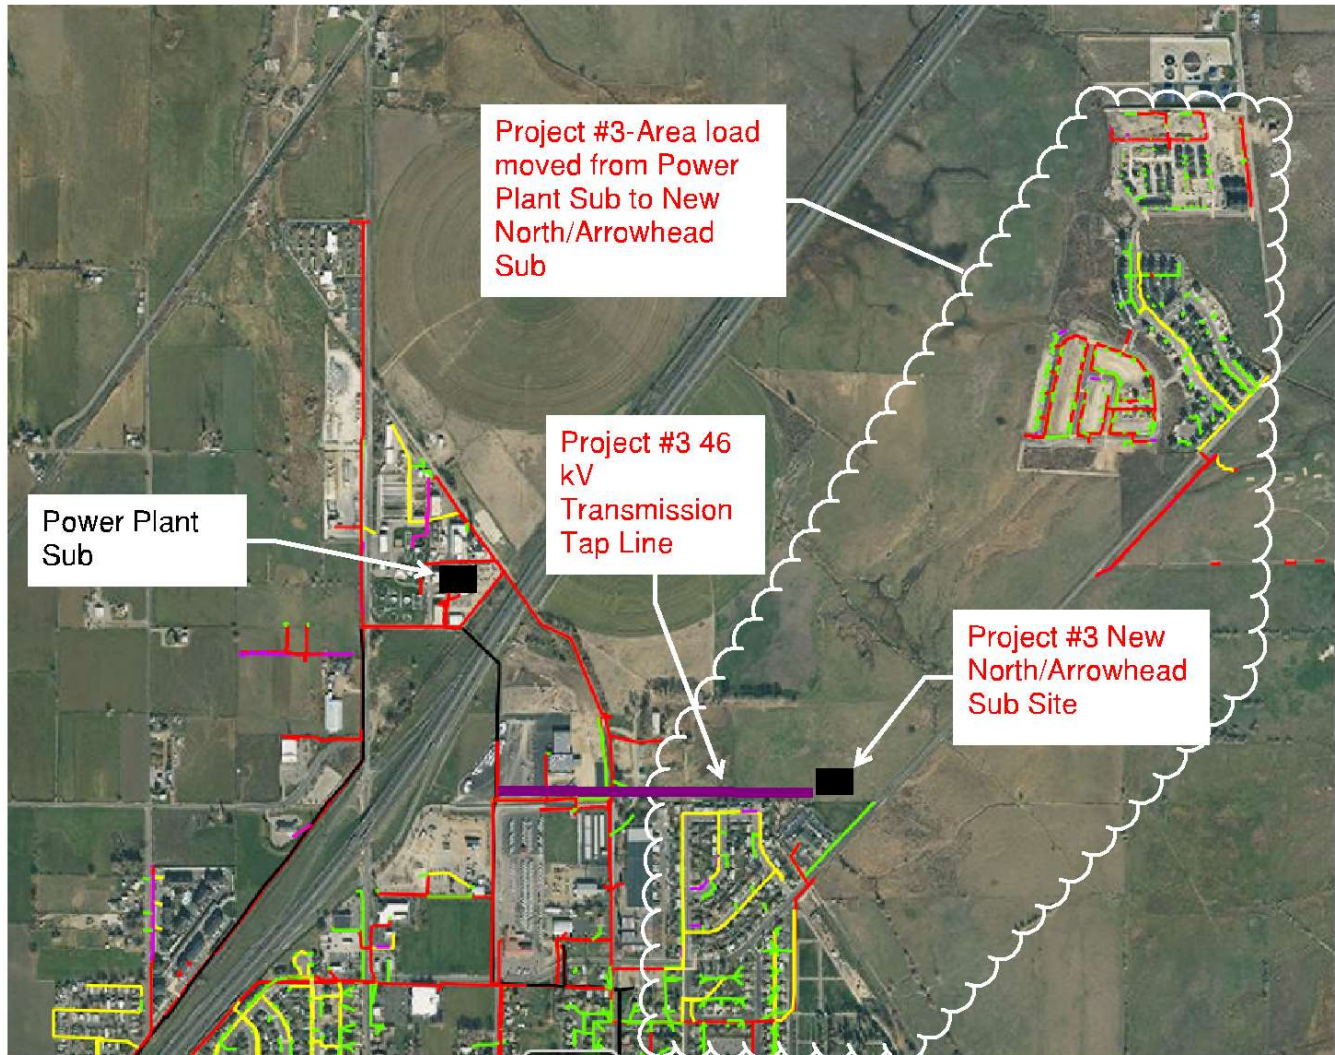 Project #3-Area load
moved from Power
Plant Sub to New
North/Arrowhead
Sub
Project #3 46
kV
Transmission
Tap Line
Power Plant
Sub
Project #3 New
North/Arrowhead
Sub Site